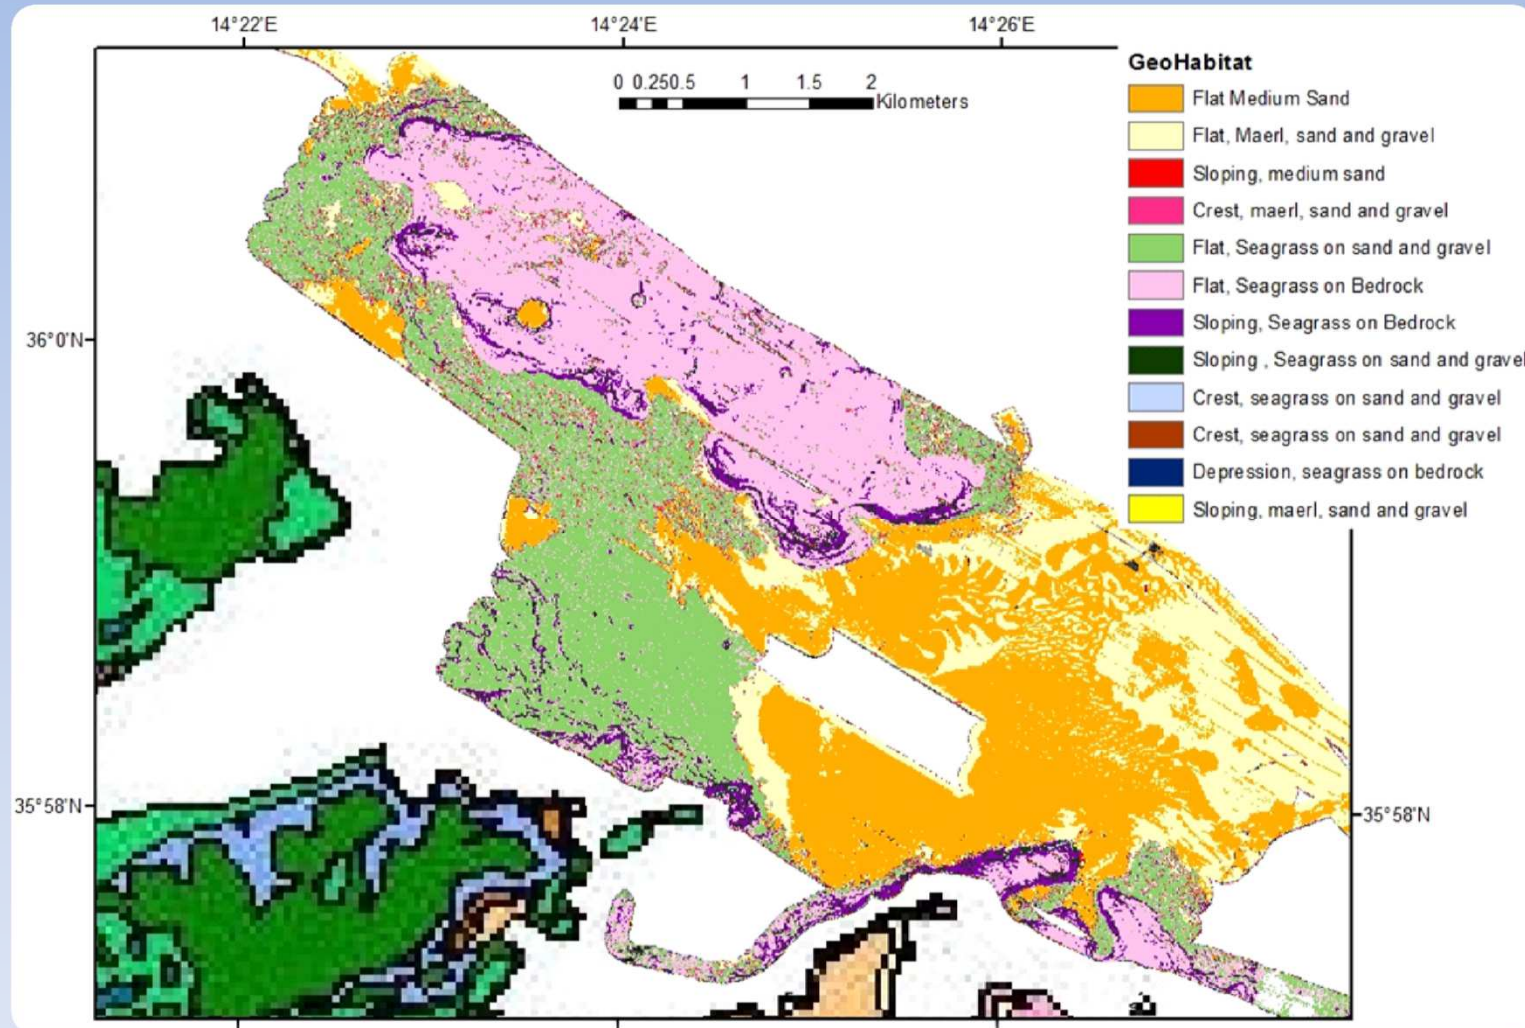 14°22'E 14°24'E 14°26'E
0 0.250.5 1 1.5 2
Kilometers
GeoHabitat
Flat Medium Sand
Flat, Maerl, sand and gravel
Sloping, medium sand
Crest, maerl, sand and gravel
Flat, Seagrass on sand and gravel
Flat, Seagrass on Bedrock
Sloping, Seagrass on Bedrock
Sloping , Seagrass on sand and gravel
Crest, seagrass on sand and gravel
Crest, seagrass on sand and gravel
Depression, seagrass on bedrock
Sloping, maerl, sand and gravel
36°0'N
35°58'N 35°58'N